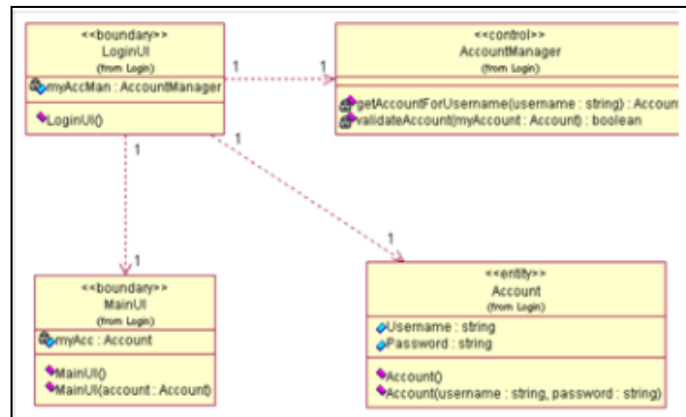 <<boundary>>
LoginUI
(from Login)
myAccMan : AccountManager
LoginUI()
1
1
<<control>>
AccountManager
(from Login)
getAccountForUsername(username : string) : Accoun
validateAccount(myAccount : Account) : boolean
1
1
1
1
<<boundary>>
MainUI
(from Login)
myAcc : Account
MainUI()
MainUI(account : Account)
<<entity>>
Account
(from Login)
Username : string
Password : string
Account()
Account(username : string, password : string)